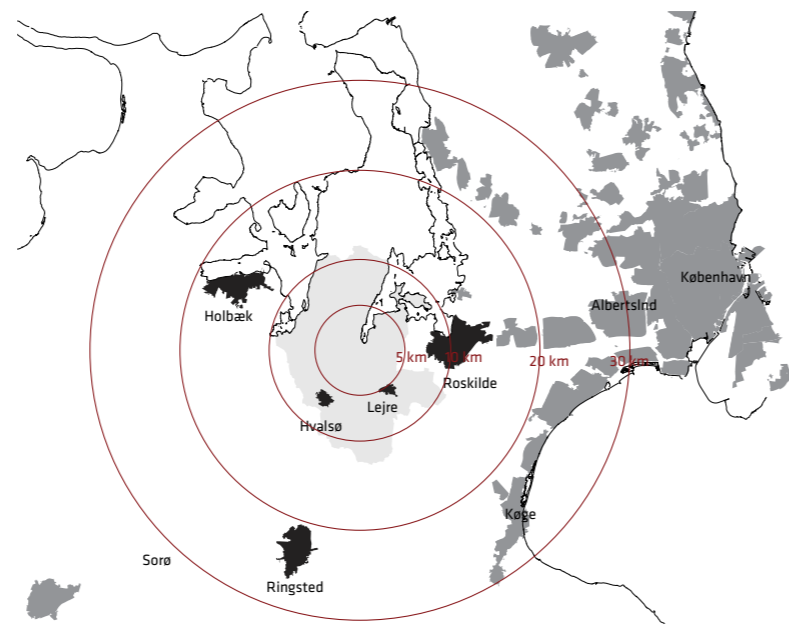 København
Albertslnd
Holbæk
5 km
10 km
20 km
30 km
Roskilde
Lejre
Hvalsø
Køge
Sorø
Ringsted